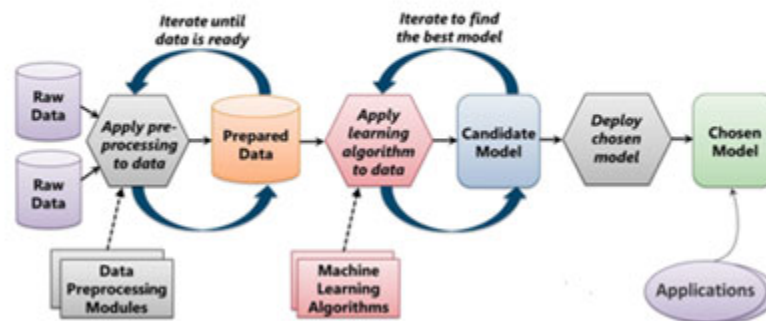 Iterate until
data is ready
Iterate to find
the best model
Raw
Data
Raw
Data
Apply pre-
processing
to data
Prepared
Data
Apply
learning
algorithm
to data
Candidate
Model
Deploy
chosen
model
Chosen
Model
Data
Preprocessing
Modules
Machine
Learning
Algorithms
Applications